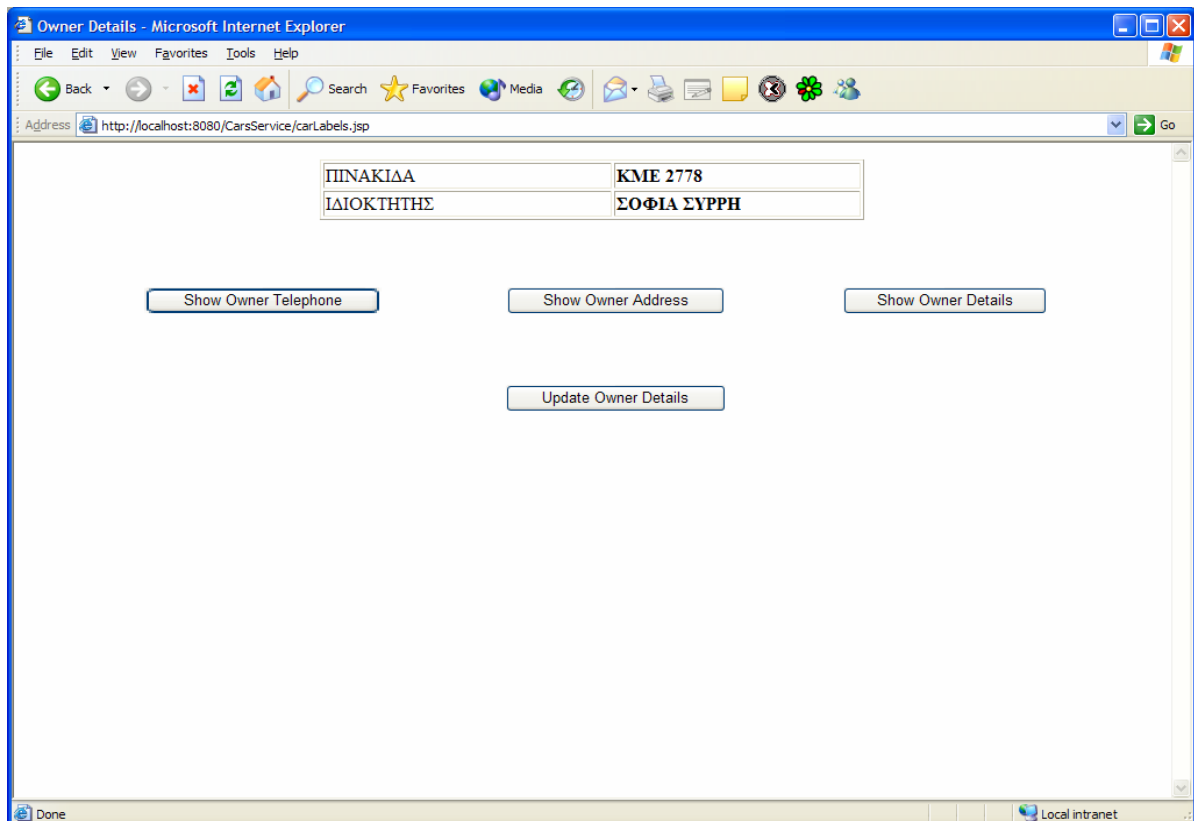 Owner Details - Microsoft Internet Explorer
File Edit View Favorites Tools Help
Back Search Favorites Media
Address http://localhost:8080/CarsService/carLabels.jsp Go
ΠΙΝΑΚΙΔΑ ΚΜΕ 2778
ΙΔΙΟΚΤΗΤΗΣ ΣΟΦΙΑ ΣΥΡΡΗ
Show Owner Telephone Show Owner Address Show Owner Details
Update Owner Details
Done Local intranet